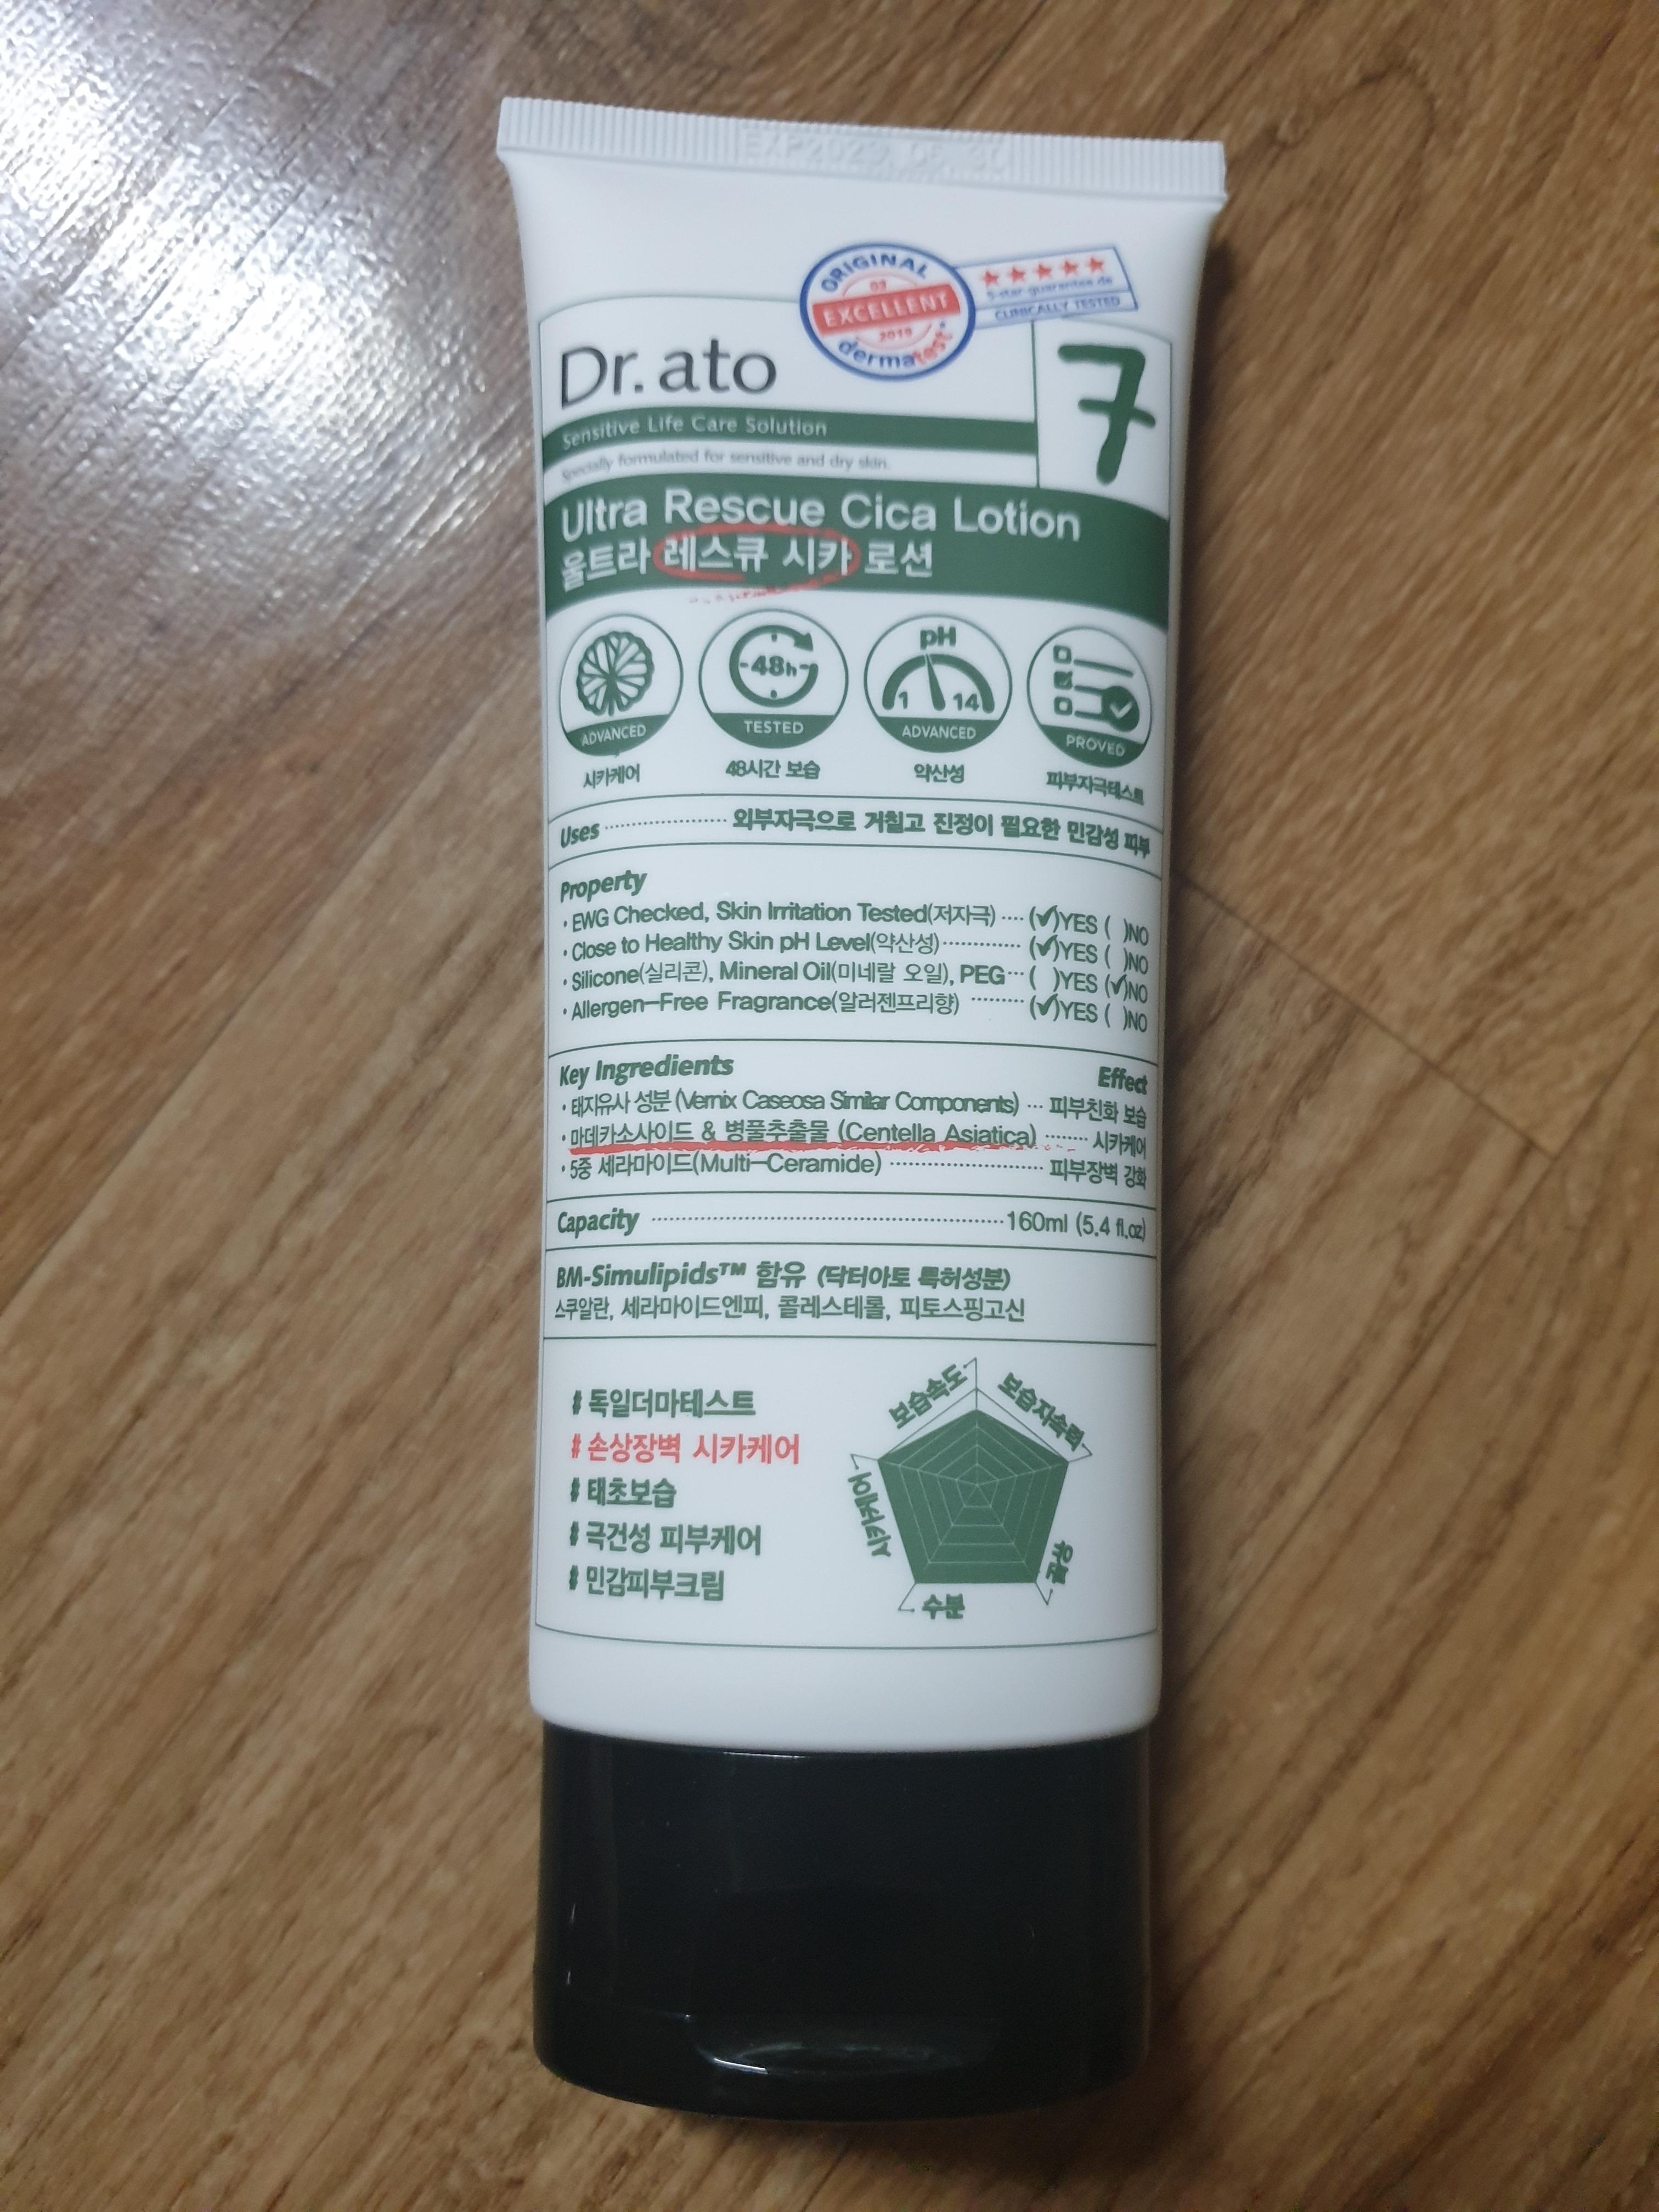 ORIGINAL
03
EXCELLENT
2019
dermatest
5-star-guarantee.de
CLINICALLY TESTED
Dr.ato
7
Sensitive Life Care Solution
Specially formulated for sensitive and dry skin.
Ultra Rescue Cica Lotion
울트라 레스큐 시카 로션
ADVANCED
시카케어
-48h-
TESTED
48시간 보습
pH
1 14
ADVANCED
약산성
PROVED
피부자극테스트
Uses ···················· 외부자극으로 거칠고 진정이 필요한 민감성 피부
Property
· EWG Checked, Skin Irritation Tested(저자극) ···· (✓)YES ( )NO
· Close to Healthy Skin pH Level(약산성)············· (✓)YES ( )NO
· Silicone(실리콘), Mineral Oil(미네랄 오일), PEG··· ( )YES (✓)NO
· Allergen-Free Fragrance(알러젠프리향) ········· (✓)YES ( )NO
Key Ingredients Effect
· 태지유사 성분 (Vernix Caseosa Similar Components) ··· 피부친화 보습
· 마데카소사이드 & 병풀추출물 (Centella Asiatica) ········ 시카케어
· 5중 세라마이드(Multi-Ceramide) ························ 피부장벽 강화
Capacity ·························································160ml (5.4 fl.oz)
BM-Simulipids™ 함유 (닥터아토 특허성분)
스쿠알란, 세라마이드엔피, 콜레스테롤, 피토스핑고신
# 독일더마테스트
# 손상장벽 시카케어
# 태초보습
# 극건성 피부케어
# 민감피부크림
보습속도
보습지속력
유분
수분